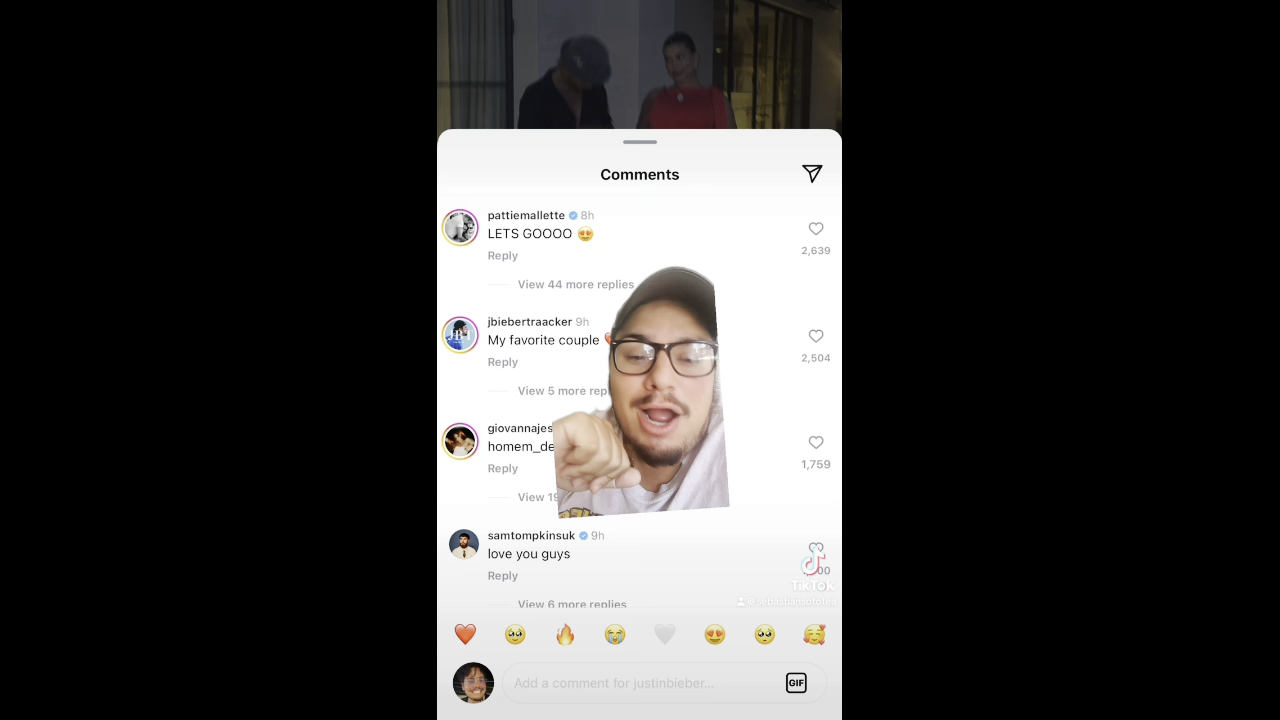 Comments
pattiemallette 8h
LETS GOOOO 😍
Reply
2,639
View 44 more replies
jbiebertraacker 9h
My favorite couple
Reply
2,504
View 5 more repl
giovannajes
homem_de
Reply
1,759
View 19
samtompkinsuk 9h
love you guys
Reply
00
View 6 more replies
TikTok
Add a comment for justinbieber...
GIF